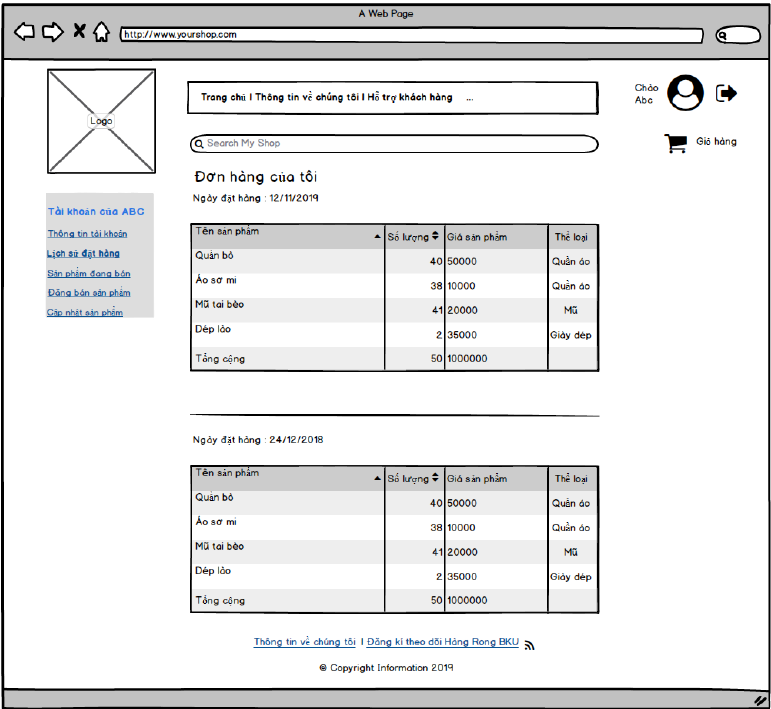 A Web Page
http://www.yourshop.com
Logo
Trang chủ I Thông tin về chúng tôi I Hỗ trợ khách hàng ...
Chào
Abc
Search My Shop
Giỏ hàng
Đơn hàng của tôi
Ngày đặt hàng : 12/11/2019
Tài khoản của ABC
Thông tin tài khoản
Lịch sử đặt hàng
Sản phẩm đang bán
Đăng bán sản phẩm
Cập nhật sản phẩm
Tên sản phẩm Số lượng Giá sản phẩm Thể loại
Quần bò 40 50000 Quần áo
Áo sơ mi 38 10000 Quần áo
Mũ tai bèo 41 20000 Mũ
Dép lào 2 35000 Giày dép
Tổng cộng 50 1000000
Ngày đặt hàng : 24/12/2018
Tên sản phẩm Số lượng Giá sản phẩm Thể loại
Quần bò 40 50000 Quần áo
Áo sơ mi 38 10000 Quần áo
Mũ tai bèo 41 20000 Mũ
Dép lào 2 35000 Giày dép
Tổng cộng 50 1000000
Thông tin về chúng tôi I Đăng kí theo dõi Hàng Rong BKU
© Copyright Information 2019